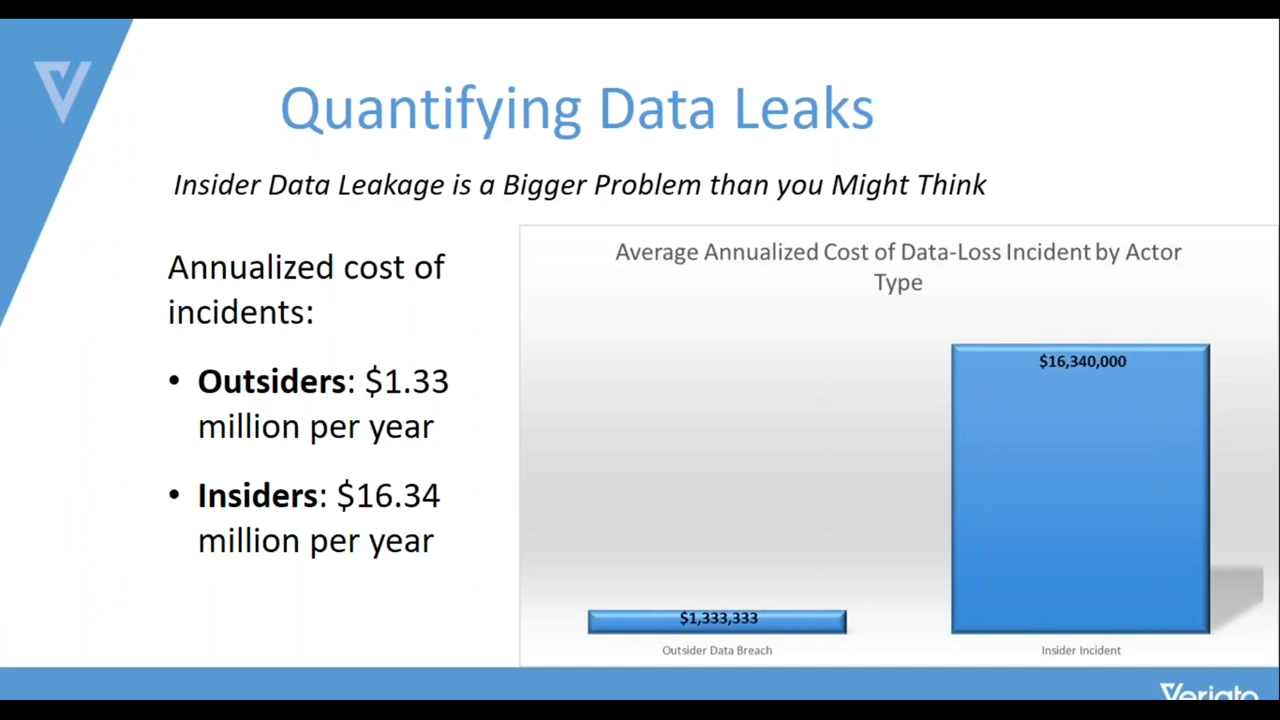 Quantifying Data Leaks
Insider Data Leakage is a Bigger Problem than you Might Think
Annualized cost of
incidents:
• Outsiders: $1.33
million per year
• Insiders: $16.34
million per year
Average Annualized Cost of Data-Loss Incident by Actor
Type
$16,340,000
$1,333,333
Outsider Data Breach
Insider Incident
Veriato